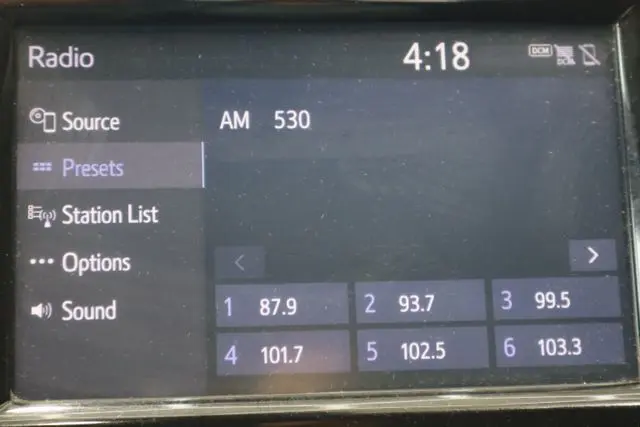 Radio 4:18 DCM DCM
Source
AM 530
Presets
Station List
Options
Sound
1 87.9 2 93.7 3 99.5
4 101.7 5 102.5 6 103.3